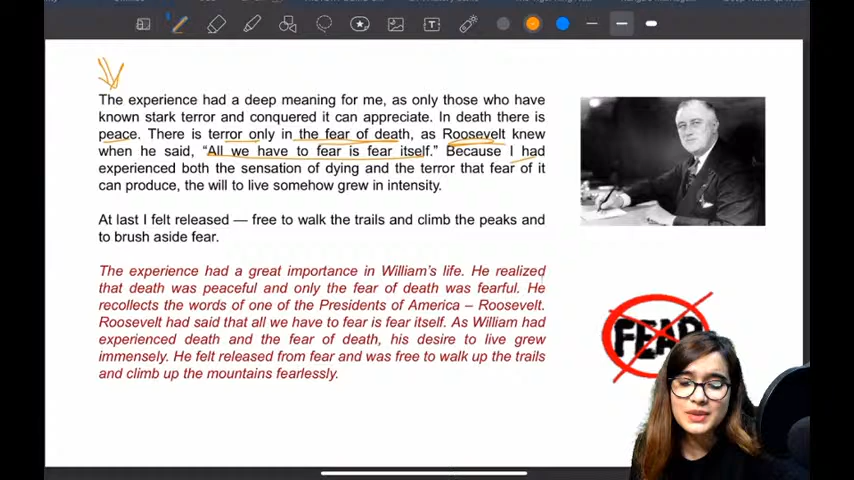 The experience had a deep meaning for me, as only those who have
known stark terror and conquered it can appreciate. In death there is
peace. There is terror only in the fear of death, as Roosevelt knew
when he said, “All we have to fear is fear itself.” Because I had
experienced both the sensation of dying and the terror that fear of it
can produce, the will to live somehow grew in intensity.
At last I felt released — free to walk the trails and climb the peaks and
to brush aside fear.
The experience had a great importance in William’s life. He realized
that death was peaceful and only the fear of death was fearful. He
recollects the words of one of the Presidents of America – Roosevelt.
Roosevelt had said that all we have to fear is fear itself. As William had
experienced death and the fear of death, his desire to live grew
immensely. He felt released from fear and was free to walk up the trails
and climb up the mountains fearlessly.
FEAR